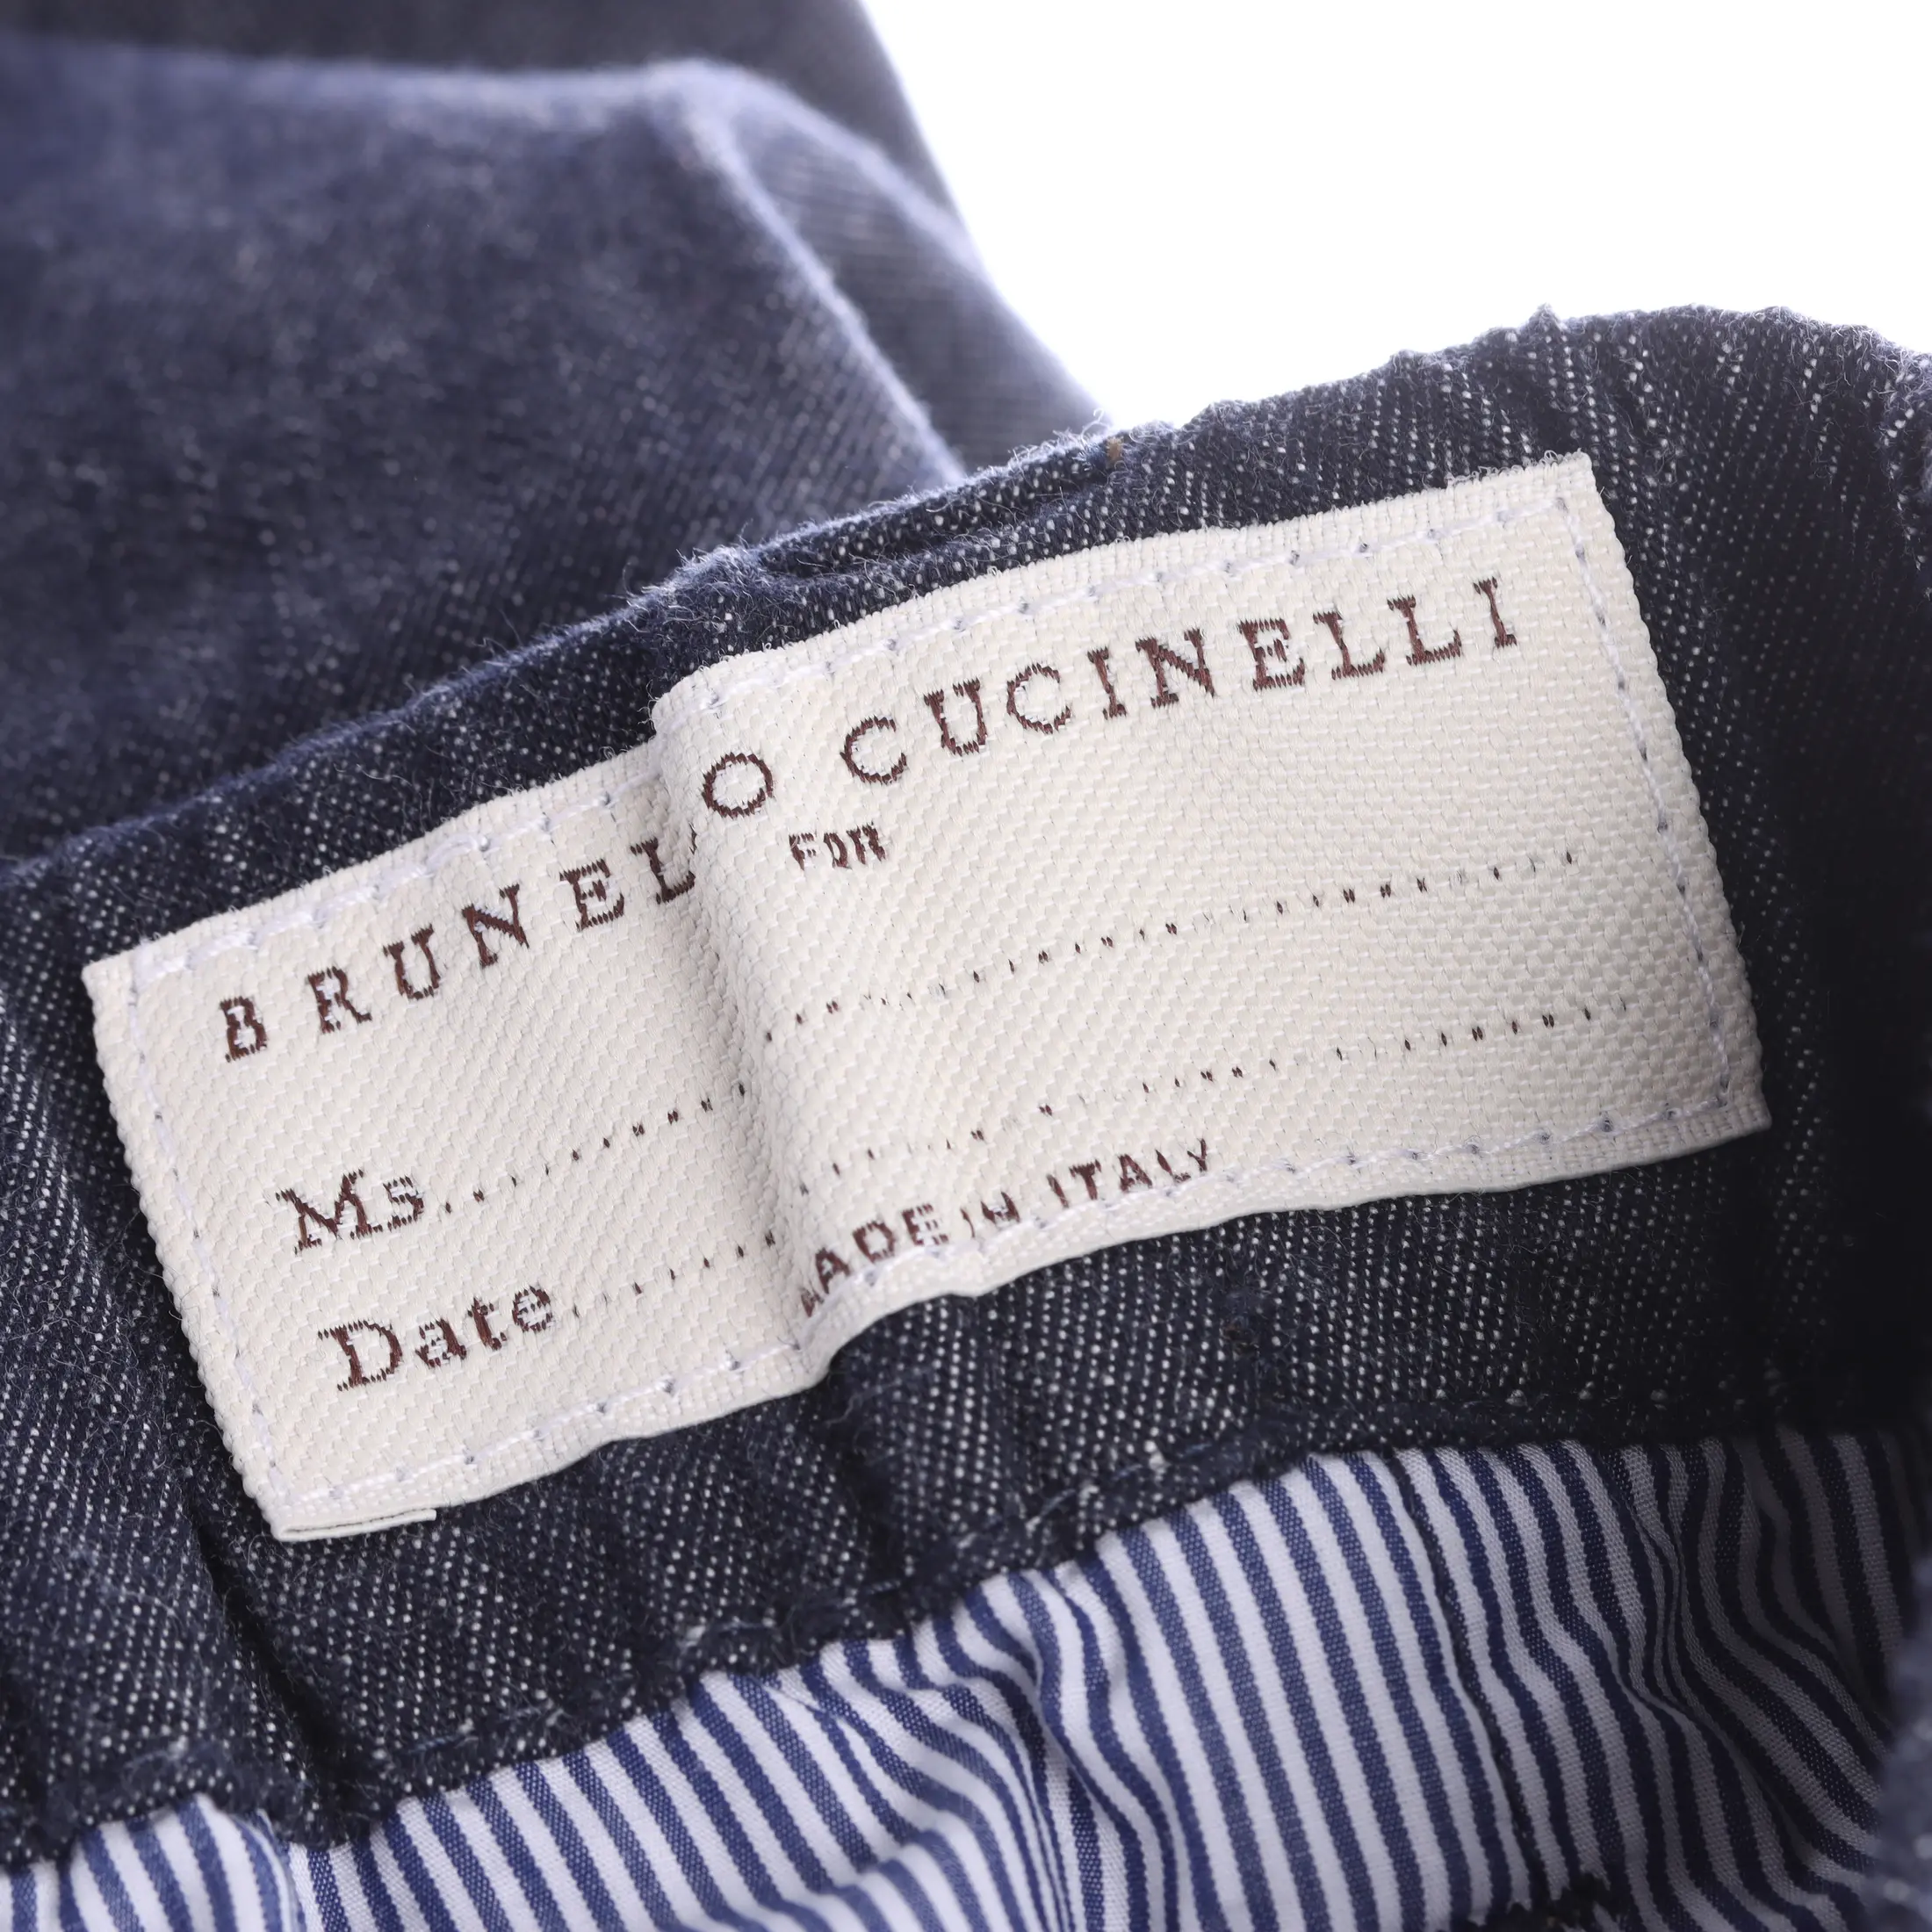 BRUNELLO CUCINELLI
FOR
Ms..............................
Date..............................
MADE IN ITALY